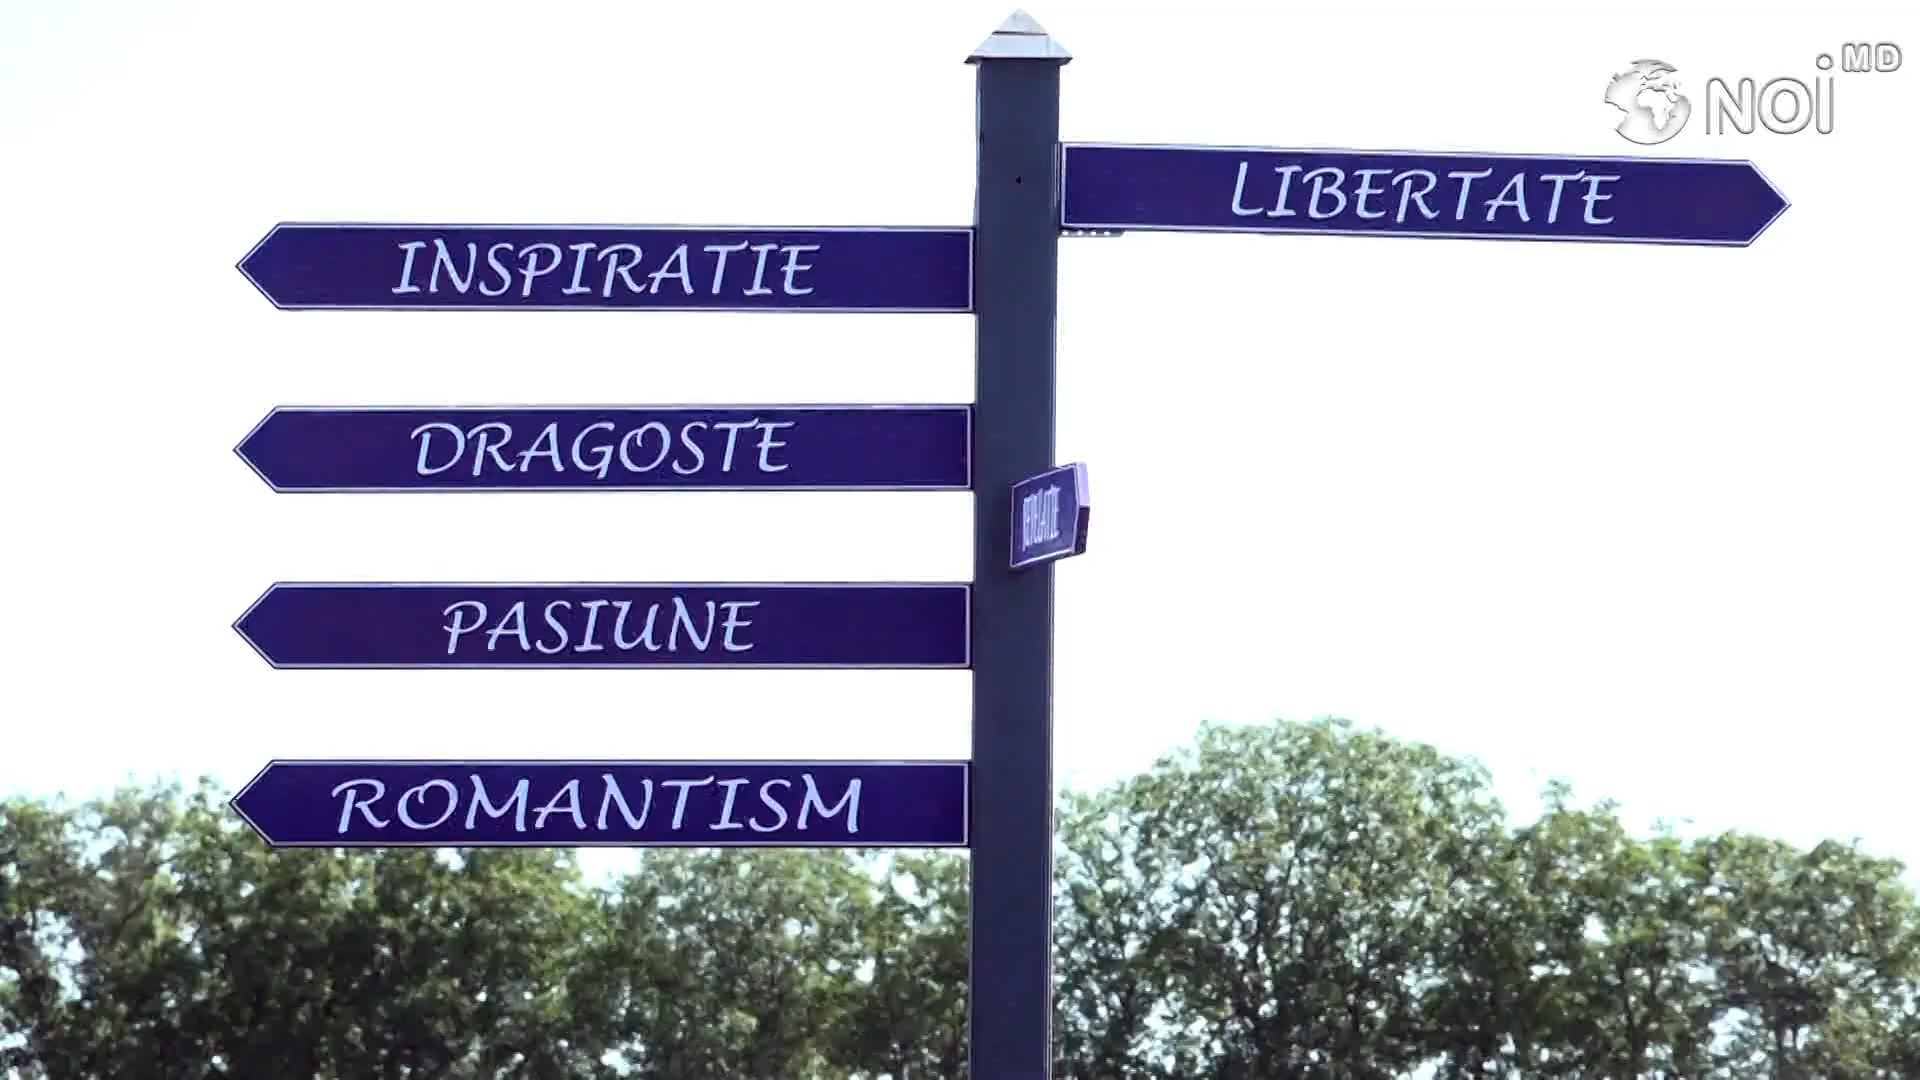 NOI MD
LIBERTATE
INSPIRATIE
DRAGOSTE
PASIUNE
ROMANTISM